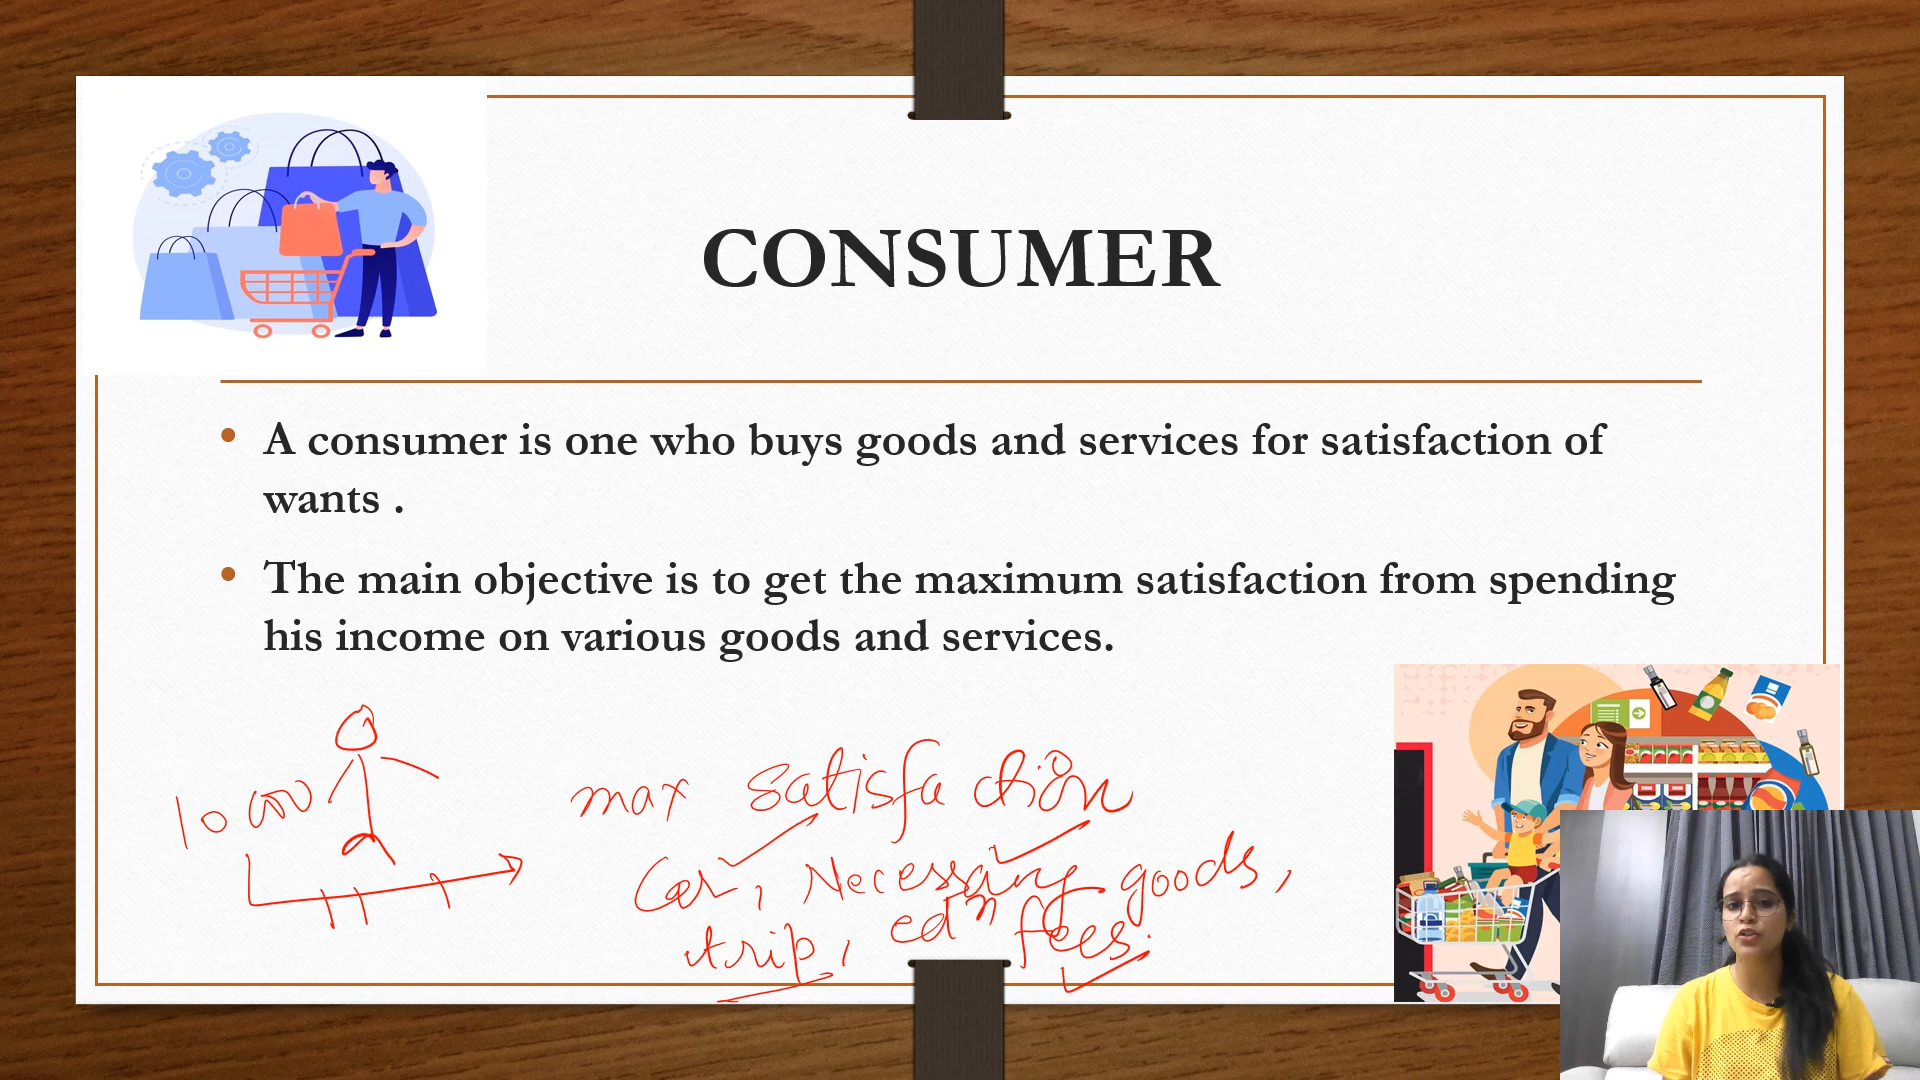 CONSUMER
• A consumer is one who buys goods and services for satisfaction of
wants .
• The main objective is to get the maximum satisfaction from spending
his income on various goods and services.
10000
max satisfaction
Car, Necessary goods,
trip, edn fees.